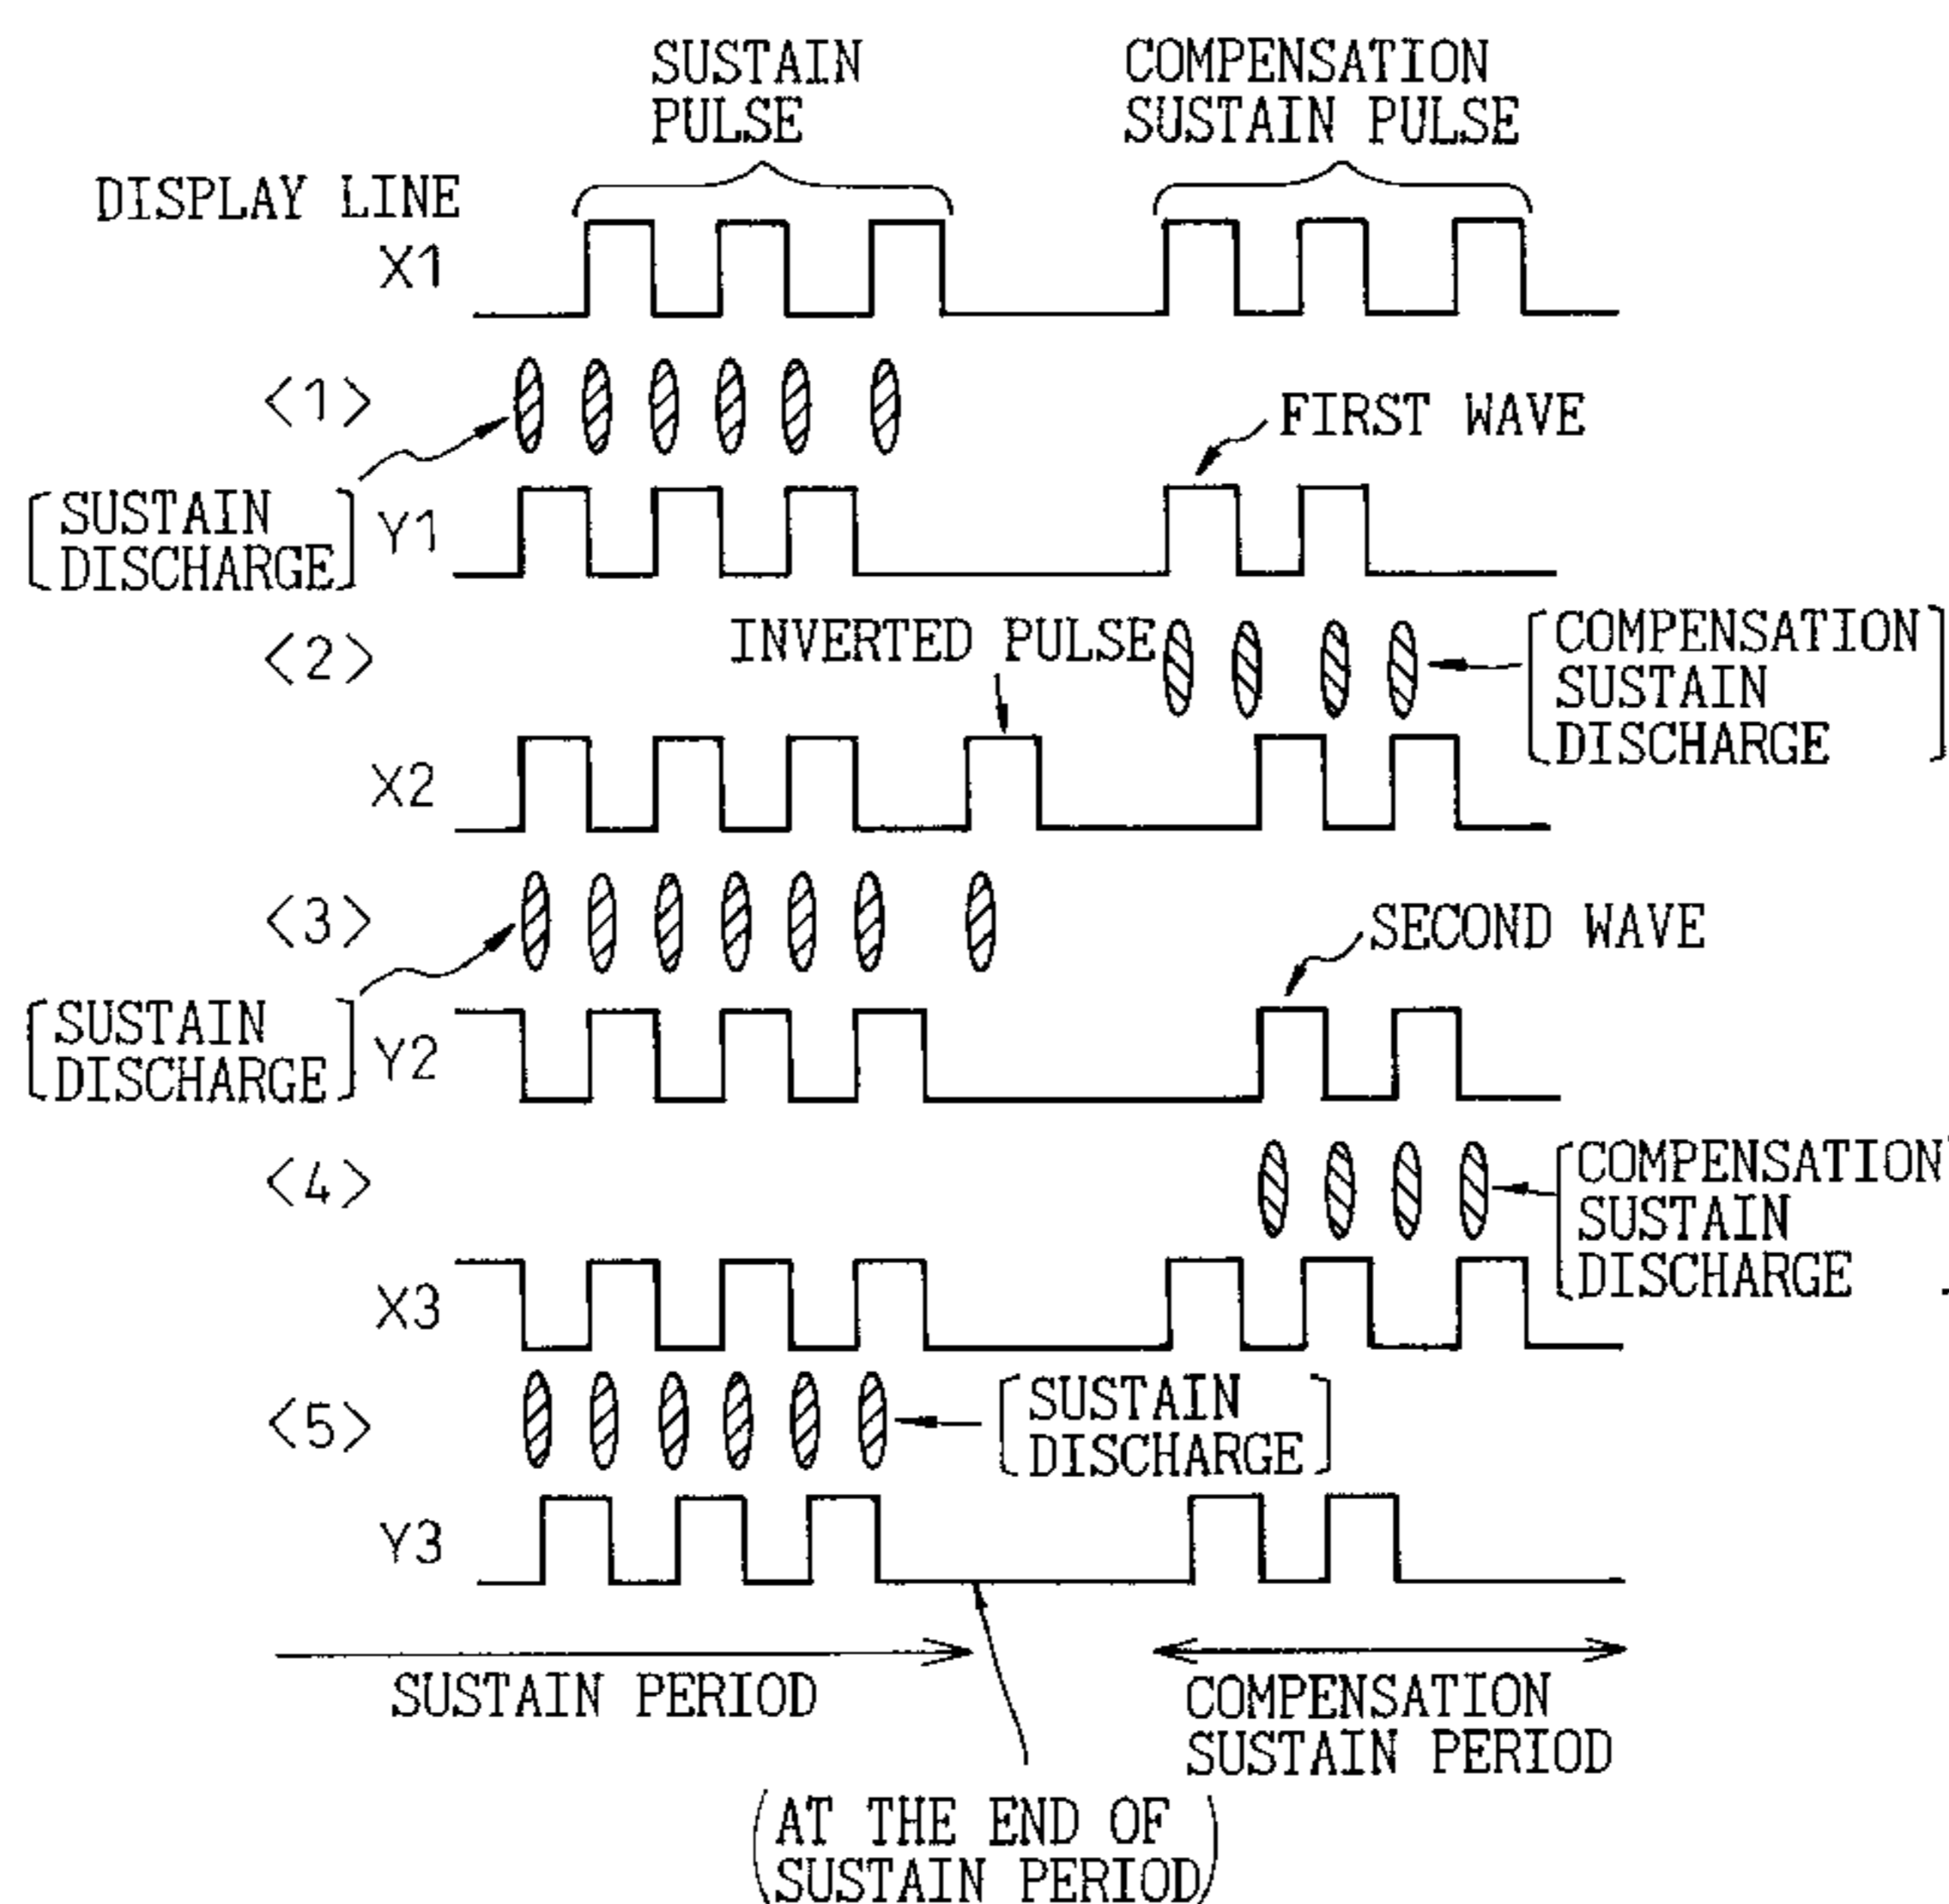 SUSTAIN
PULSE
COMPENSATION
SUSTAIN PULSE
DISPLAY LINE
X1
<1>
FIRST WAVE
[SUSTAIN
DISCHARGE]
Y1
<2>
INVERTED PULSE
[COMPENSATION
SUSTAIN
DISCHARGE]
X2
<3>
SECOND WAVE
[SUSTAIN
DISCHARGE]
Y2
<4>
[COMPENSATION
SUSTAIN
DISCHARGE
X3
<5>
[SUSTAIN
DISCHARGE]
Y3
SUSTAIN PERIOD
COMPENSATION
SUSTAIN PERIOD
(AT THE END OF
SUSTAIN PERIOD)